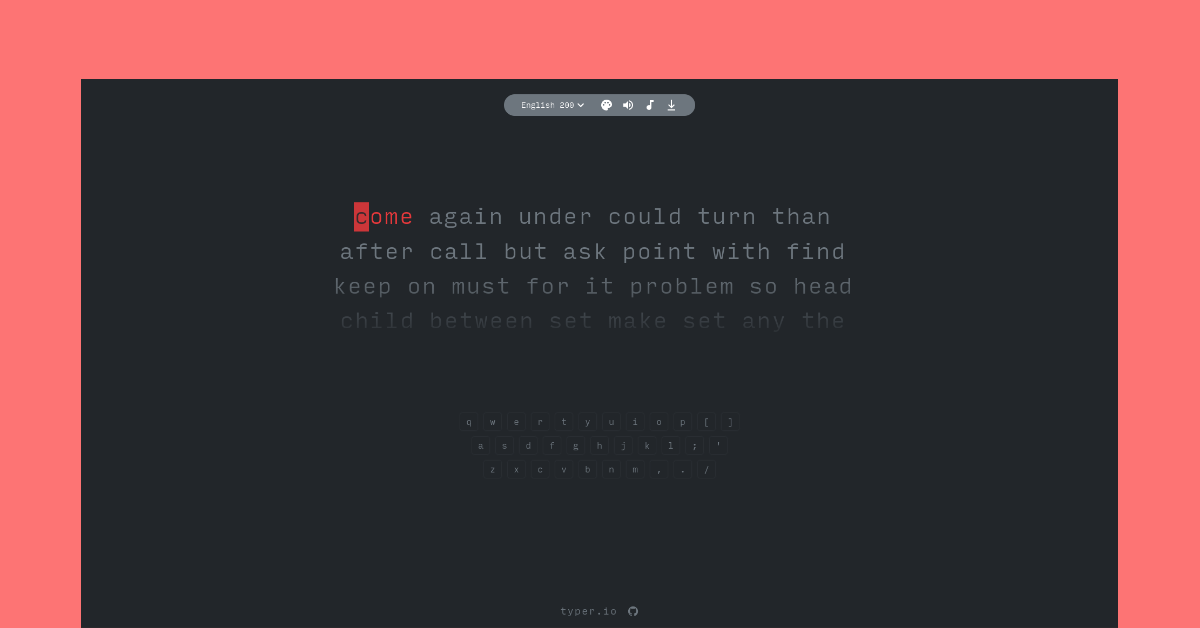 English 200
come again under could turn than
after call but ask point with find
keep on must for it problem so head
child between set make set any the
q w e r t y u i o p [ ]
a s d f g h j k l ; '
z x c v b n m , . /
typer.io